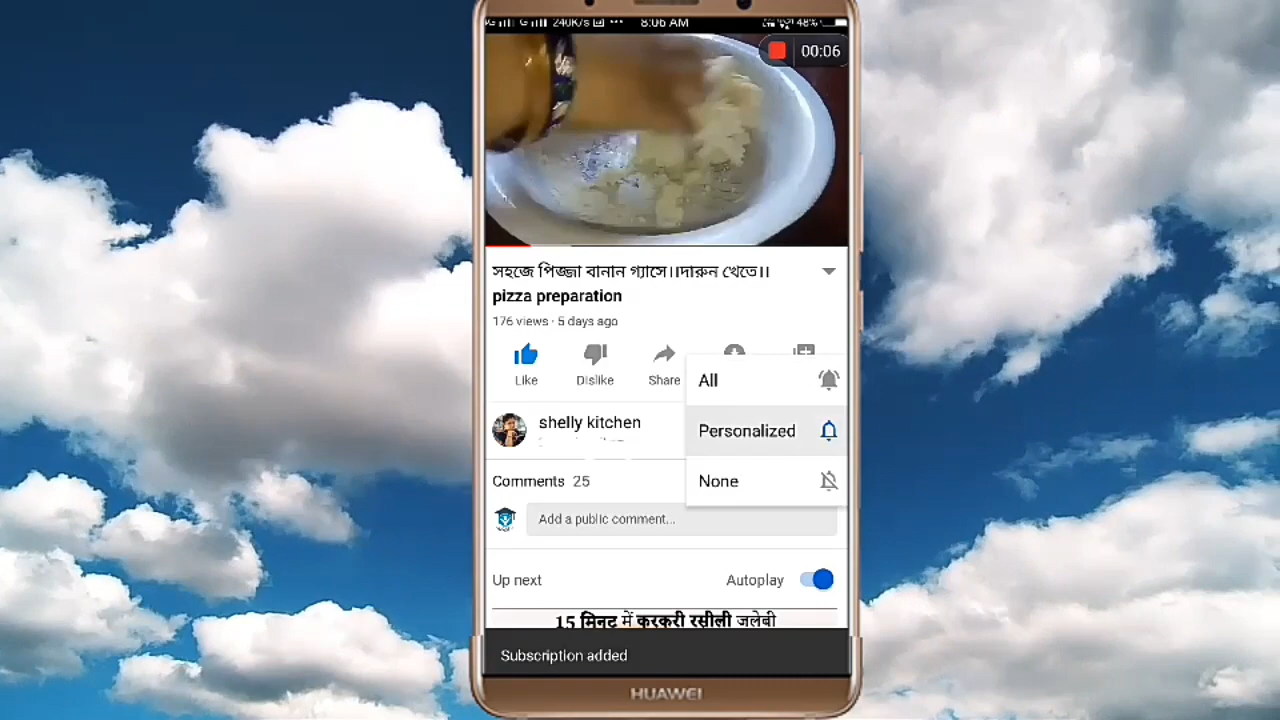 240K/s ••• 8:06 AM 48%
00:06
সহজে পিজ্জা বানান গ্যাসে।।দারুন খেতে।।
pizza preparation
176 views · 5 days ago
Like Dislike Share
All
shelly kitchen
Personalized
None
Comments 25
Add a public comment...
Up next Autoplay
15 मिनट में करकरी रसीली जलेबी
Subscription added
HUAWEI